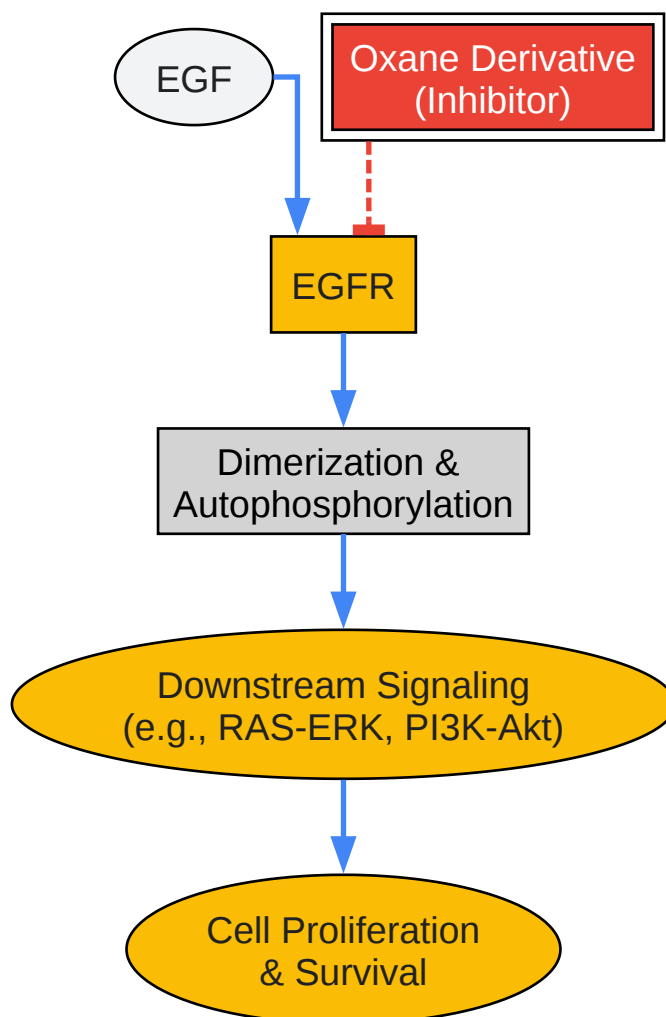 EGF
Oxane Derivative
(Inhibitor)
EGFR
Dimerization &
Autophosphorylation
Downstream Signaling
(e.g., RAS-ERK, PI3K-Akt)
Cell Proliferation
& Survival